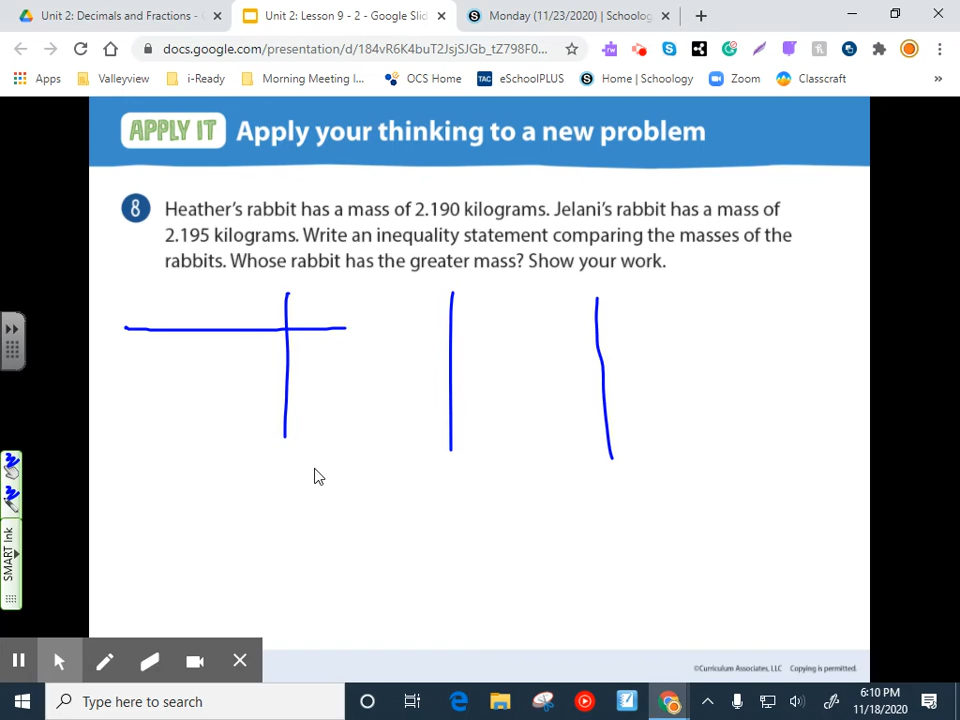 Unit 2: Decimals and Fractions - G
Unit 2: Lesson 9 - 2 - Google Slid
Monday (11/23/2020) | Schoolog
docs.google.com/presentation/d/184vR6K4buT2JsjSJGb_tZ798F0...
Apps
Valleyview
i-Ready
Morning Meeting I...
OCS Home
TAC
eSchoolPLUS
Home | Schoology
Zoom
Classcraft
»
APPLY IT
Apply your thinking to a new problem
8
Heather's rabbit has a mass of 2.190 kilograms. Jelani's rabbit has a mass of
2.195 kilograms. Write an inequality statement comparing the masses of the
rabbits. Whose rabbit has the greater mass? Show your work.
SMART Ink
©Curriculum Associates, LLC Copying is permitted.
Type here to search
6:10 PM
11/18/2020